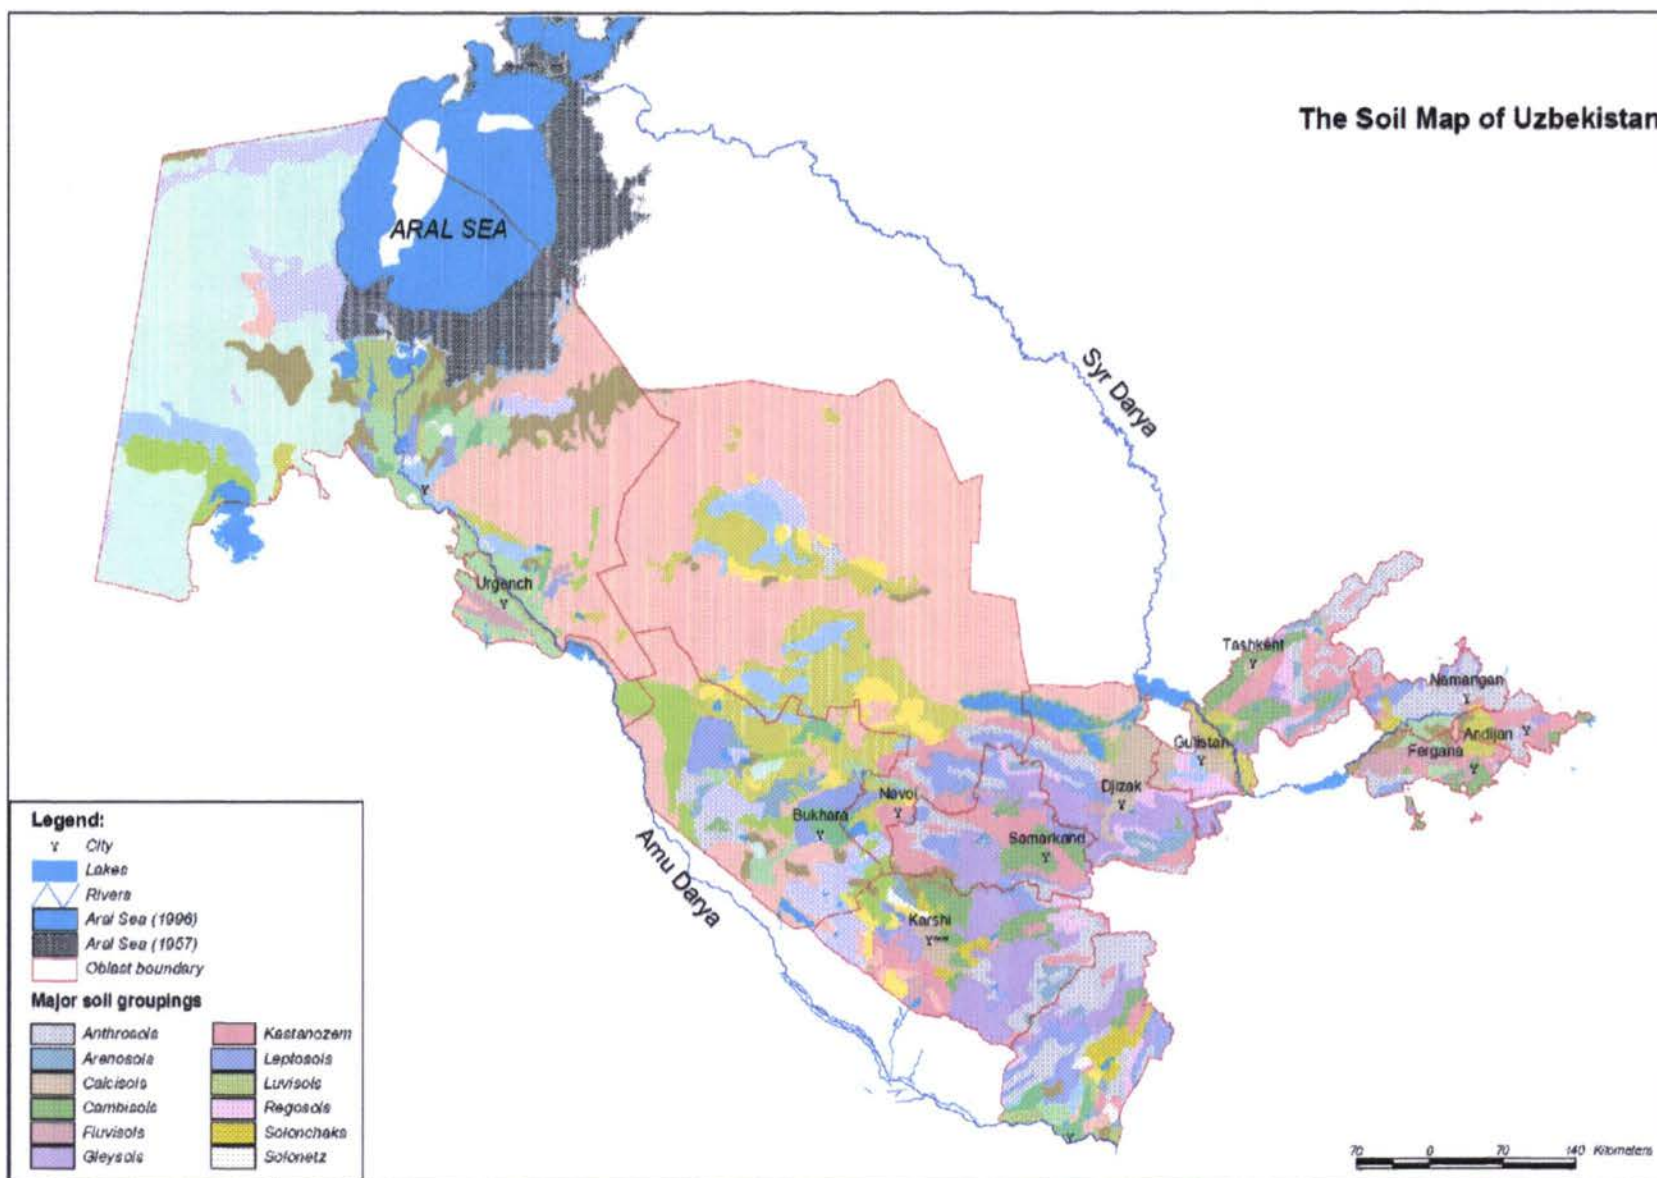 The Soil Map of Uzbekistan
ARAL SEA
Syr Darya
Urgench
Tashkent
Namangan
Gulistan
Andijan
Fergana
Djizak
Navoi
Bukhara
Samarkand
Amu Darya
Karshi
Legend:
City
Lakes
Rivers
Aral Sea (1996)
Aral Sea (1957)
Oblast boundary
Major soil groupings
Anthrosols
Kastanozem
Arenosols
Leptosols
Calcisols
Luvisols
Cambisols
Regosols
Fluvisols
Solonchaks
Gleysols
Solonetz
70 0 70 140 Kilometers